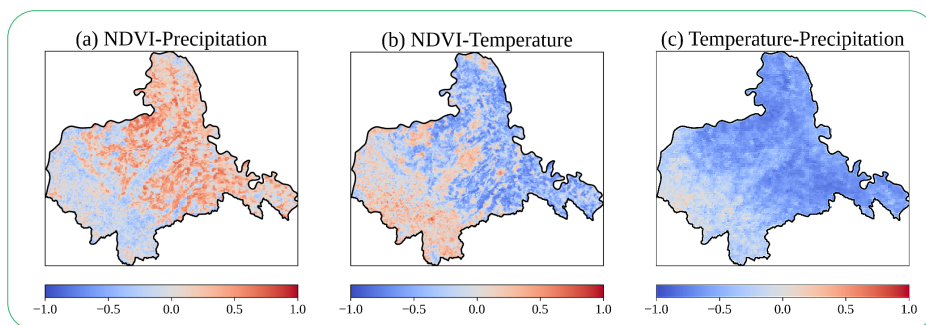 (a) NDVI-Precipitation (b) NDVI-Temperature (c) Temperature-Precipitation
−1.0 −0.5 0.0 0.5 1.0 −1.0 −0.5 0.0 0.5 1.0 −1.0 −0.5 0.0 0.5 1.0